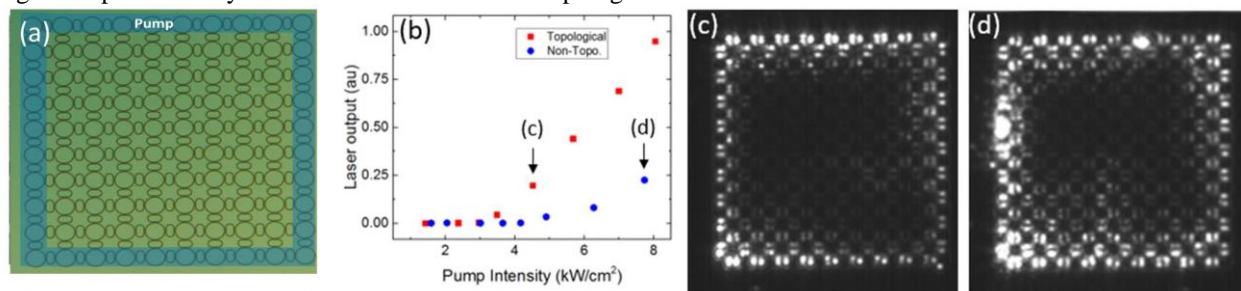 (a)
Pump
(b)
1.00
Topological
Non-Topo.
0.75
Laser output (au)
0.50
(c)
(d)
0.25
0.00
2
4
6
8
Pump Intensity (kW/cm²)
(c)
(d)